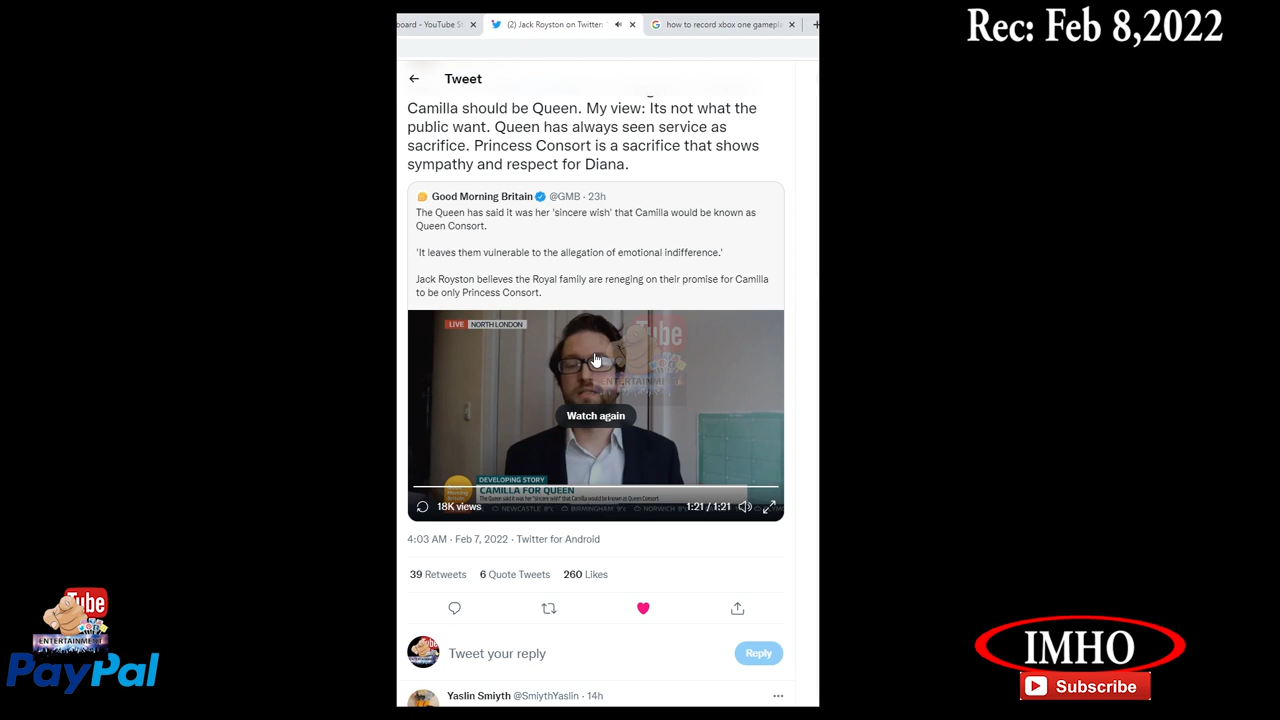 Rec: Feb 8,2022
board - YouTube St
(2) Jack Royston on Twitter:
how to record xbox one gamepl
Tweet
Camilla should be Queen. My view: Its not what the
public want. Queen has always seen service as
sacrifice. Princess Consort is a sacrifice that shows
sympathy and respect for Diana.
Good Morning Britain @GMB · 23h
The Queen has said it was her 'sincere wish' that Camilla would be known as
Queen Consort.
'It leaves them vulnerable to the allegation of emotional indifference.'
Jack Royston believes the Royal family are reneging on their promise for Camilla
to be only Princess Consort.
LIVE NORTH LONDON
Tube
ENTERTAINMENT
Watch again
DEVELOPING STORY
CAMILLA FOR QUEEN
The Queen said it was her 'sincere wish' that Camilla would be known as Queen Consort
18K views
1:21 / 1:21
NEWCASTLE 8°c BIRMINGHAM 9°c NORWICH 8°c
4:03 AM · Feb 7, 2022 · Twitter for Android
39 Retweets 6 Quote Tweets 260 Likes
Tweet your reply
Reply
Yaslin Smiyth @SmiythYaslin · 14h
Tube
ENTERTAINMENT
PayPal
IMHO
Subscribe